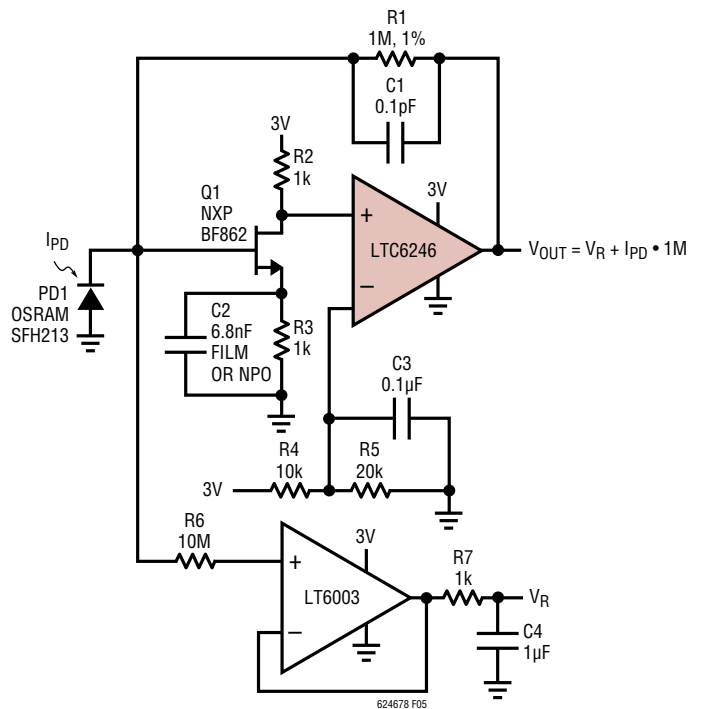 R1
1M, 1%
C1
0.1pF
3V
R2
1k
Q1
NXP
BF862
3V
+
LTC6246
–
VOUT = VR + IPD • 1M
IPD
PD1
OSRAM
SFH213
C2
6.8nF
FILM
OR NPO
R3
1k
C3
0.1µF
R4
10k
R5
20k
3V
R6
10M
3V
+
LT6003
–
R7
1k
VR
C4
1µF
624678 F05